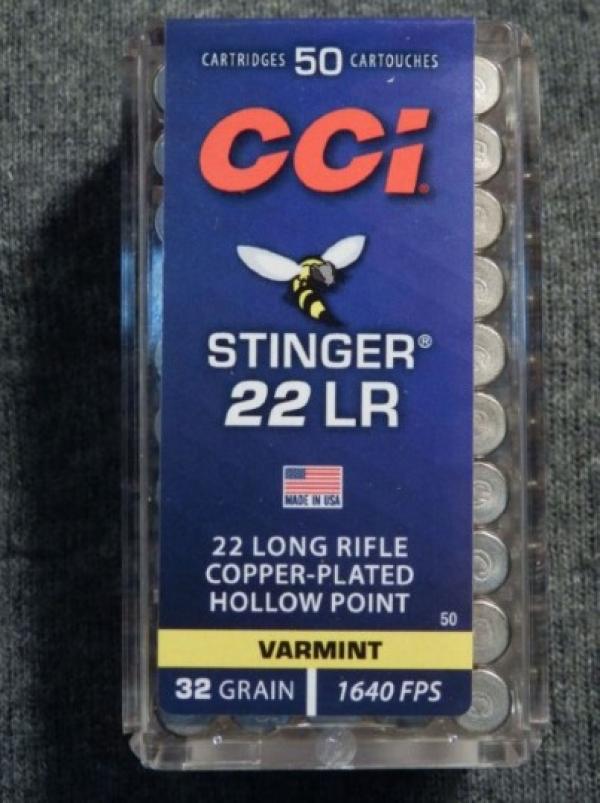 CARTRIDGES 50 CARTOUCHES
CCi®
STINGER®
22 LR
MADE IN USA
22 LONG RIFLE
COPPER-PLATED
HOLLOW POINT
50
VARMINT
32 GRAIN 1640 FPS